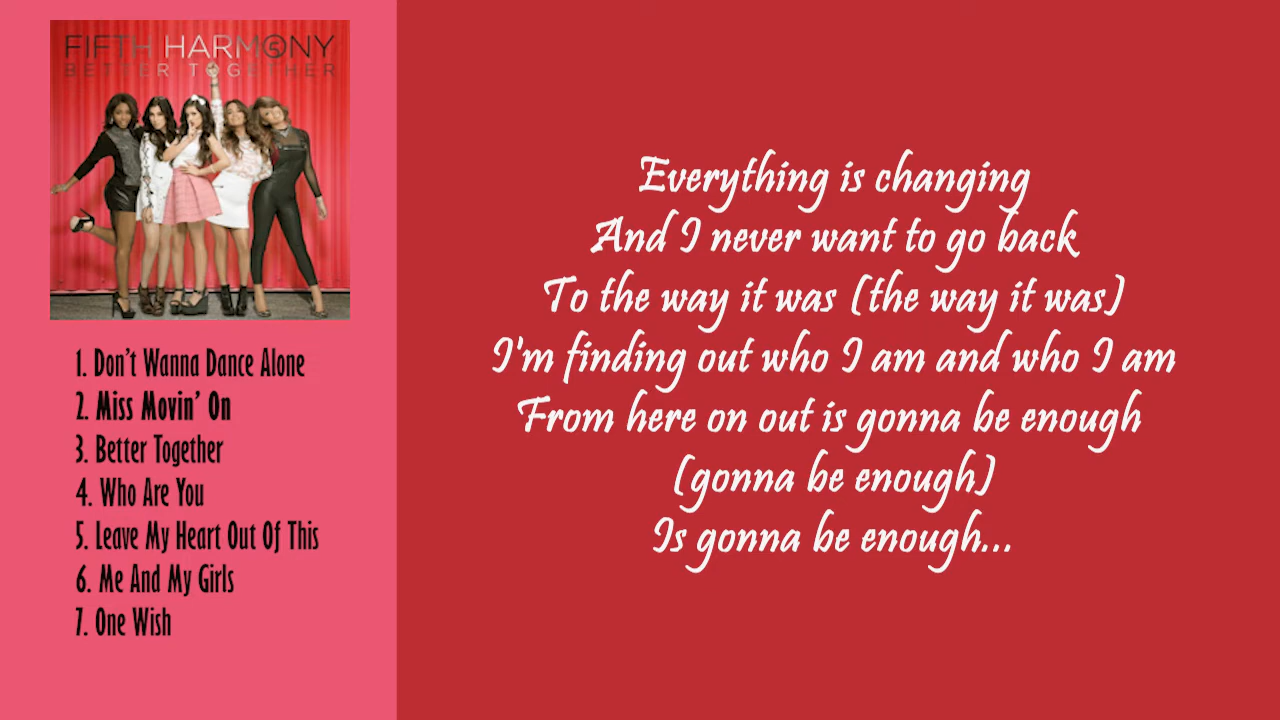 FIFTH HARMONY
BETTER TOGETHER
1. Don't Wanna Dance Alone
2. Miss Movin' On
3. Better Together
4. Who Are You
5. Leave My Heart Out Of This
6. Me And My Girls
7. One Wish
Everything is changing
And I never want to go back
To the way it was (the way it was)
I'm finding out who I am and who I am
From here on out is gonna be enough
(gonna be enough)
Is gonna be enough...